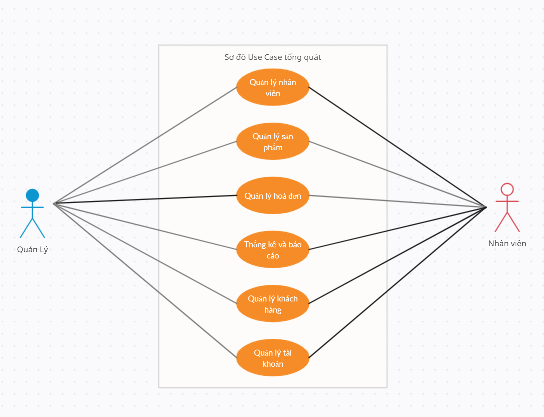 Sơ đồ Use Case tổng quát
Quản lý nhân
viên
Quản lý sản
phẩm
Quản lý hoá đơn
Thống kê và báo
cáo
Quản lý khách
hàng
Quản lý tài
khoản
Quản Lý
Nhân viên